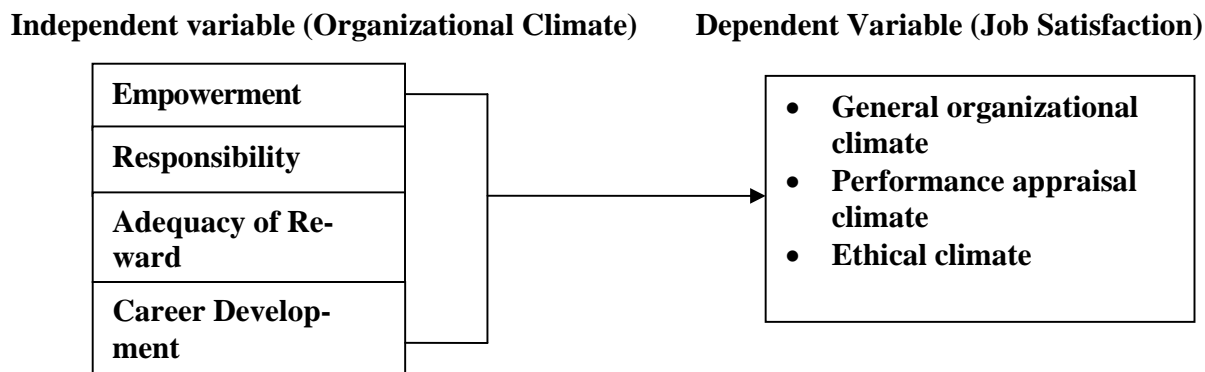 Independent variable (Organizational Climate)
Dependent Variable (Job Satisfaction)
Empowerment
Responsibility
Adequacy of Re-
ward
Career Develop-
ment
• General organizational
climate
• Performance appraisal
climate
• Ethical climate